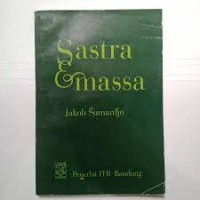 Sastra
& massa
Jakob Sumardjo
Penerbit ITB Bandung